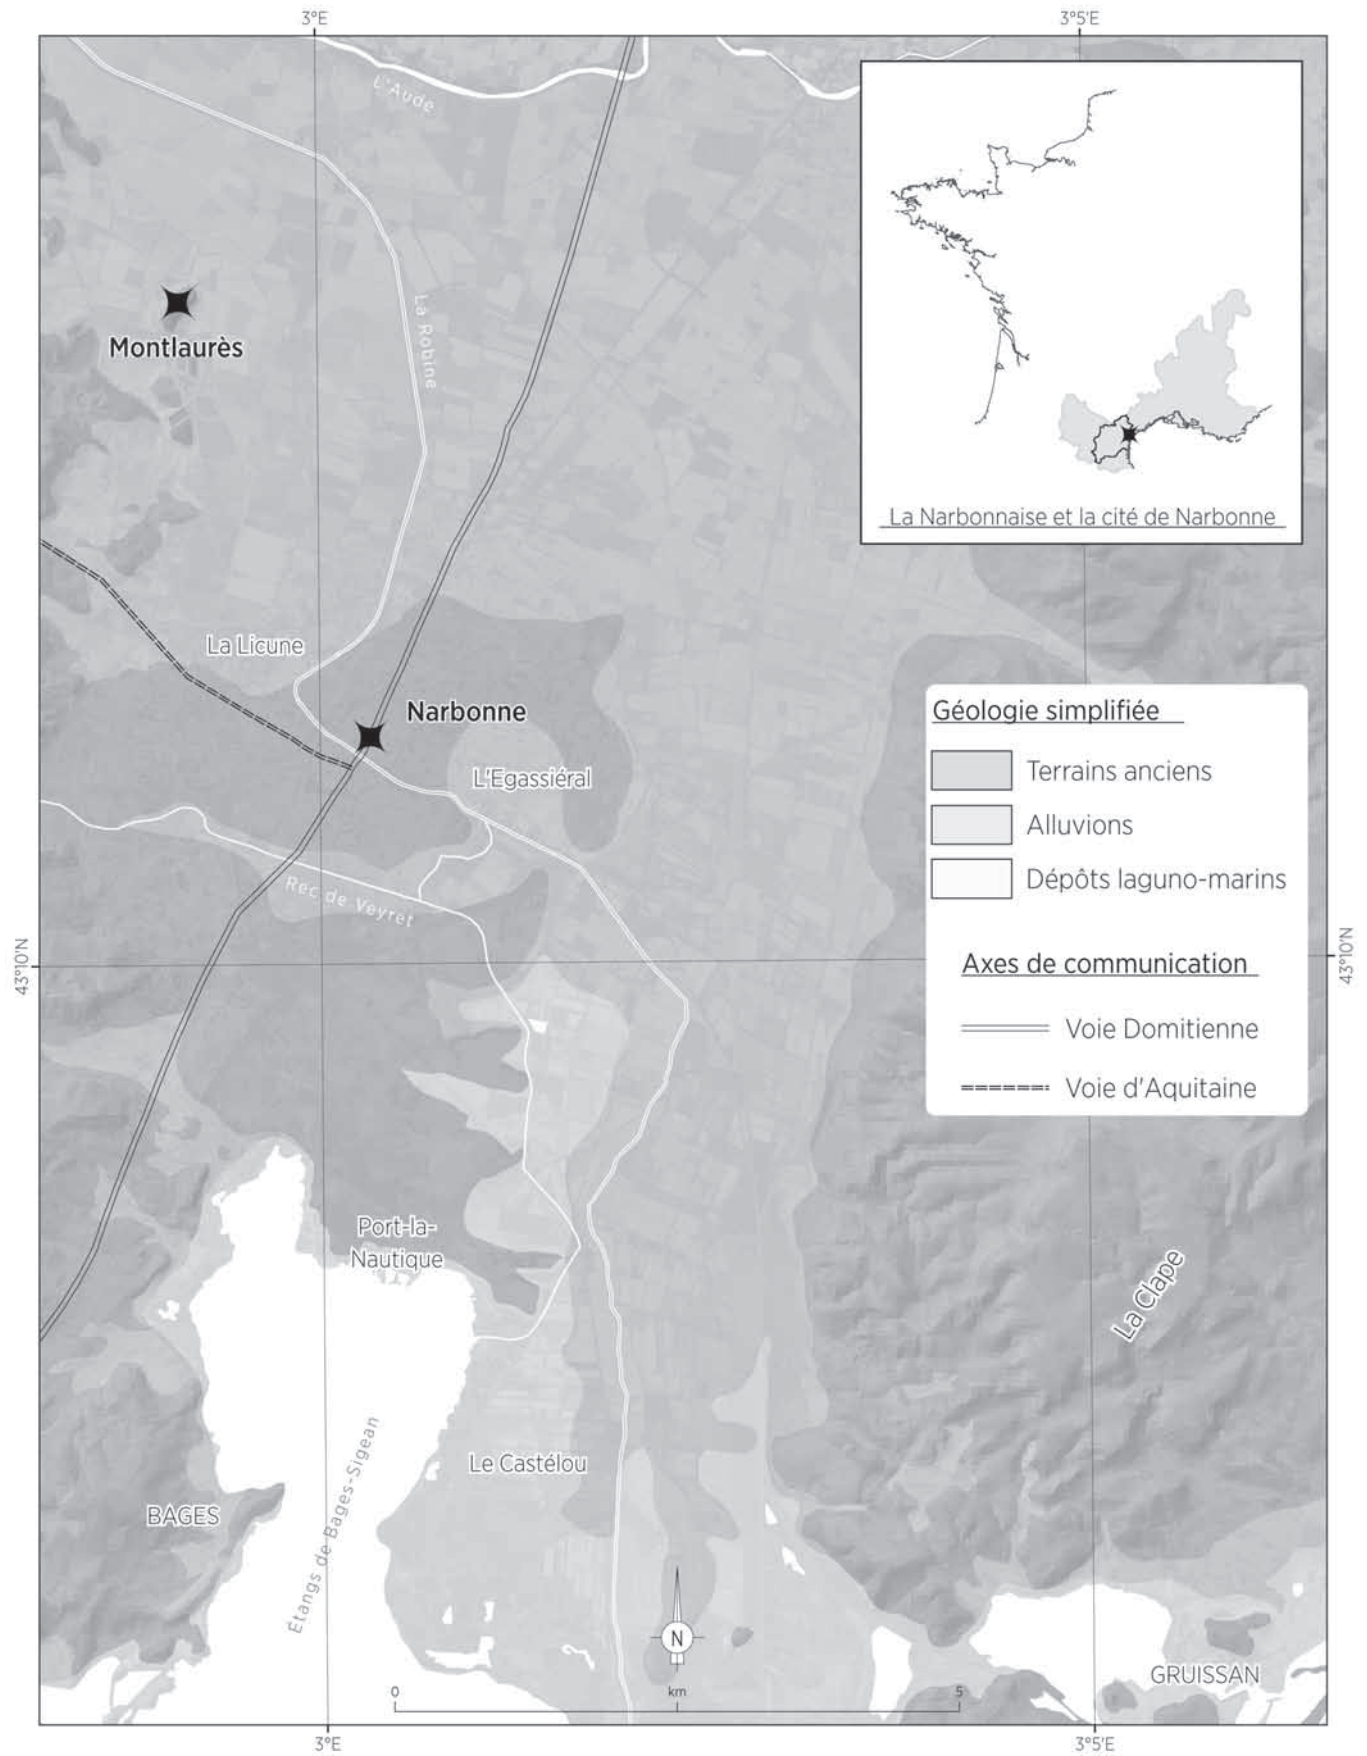 3°E
3°5'E
L'Aude
La Robine
Montlaurès
La Narbonnaise et la cité de Narbonne
La Licune
Narbonne
L'Egassiéral
Rec de Veyret
Géologie simplifiée
Terrains anciens
Alluvions
Dépôts laguno-marins
Axes de communication
Voie Domitienne
Voie d'Aquitaine
43°10'N
43°10'N
Port-la-
Nautique
La Clape
Le Castélou
BAGES
Étangs de Bages-Sigean
N
0
km
5
GRUISSAN
3°E
3°5'E